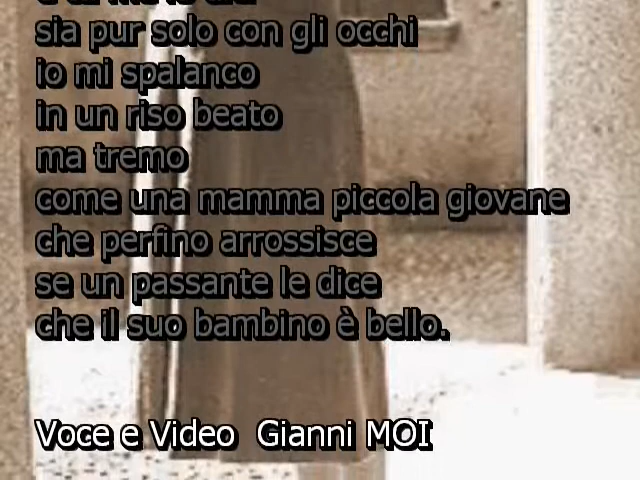 sia pur solo con gli occhi
io mi spalanco
in un riso beato
ma tremo
come una mamma piccola giovane
che perfino arrossisce
se un passante le dice
che il suo bambino è bello.
Voce e Video Gianni MOI